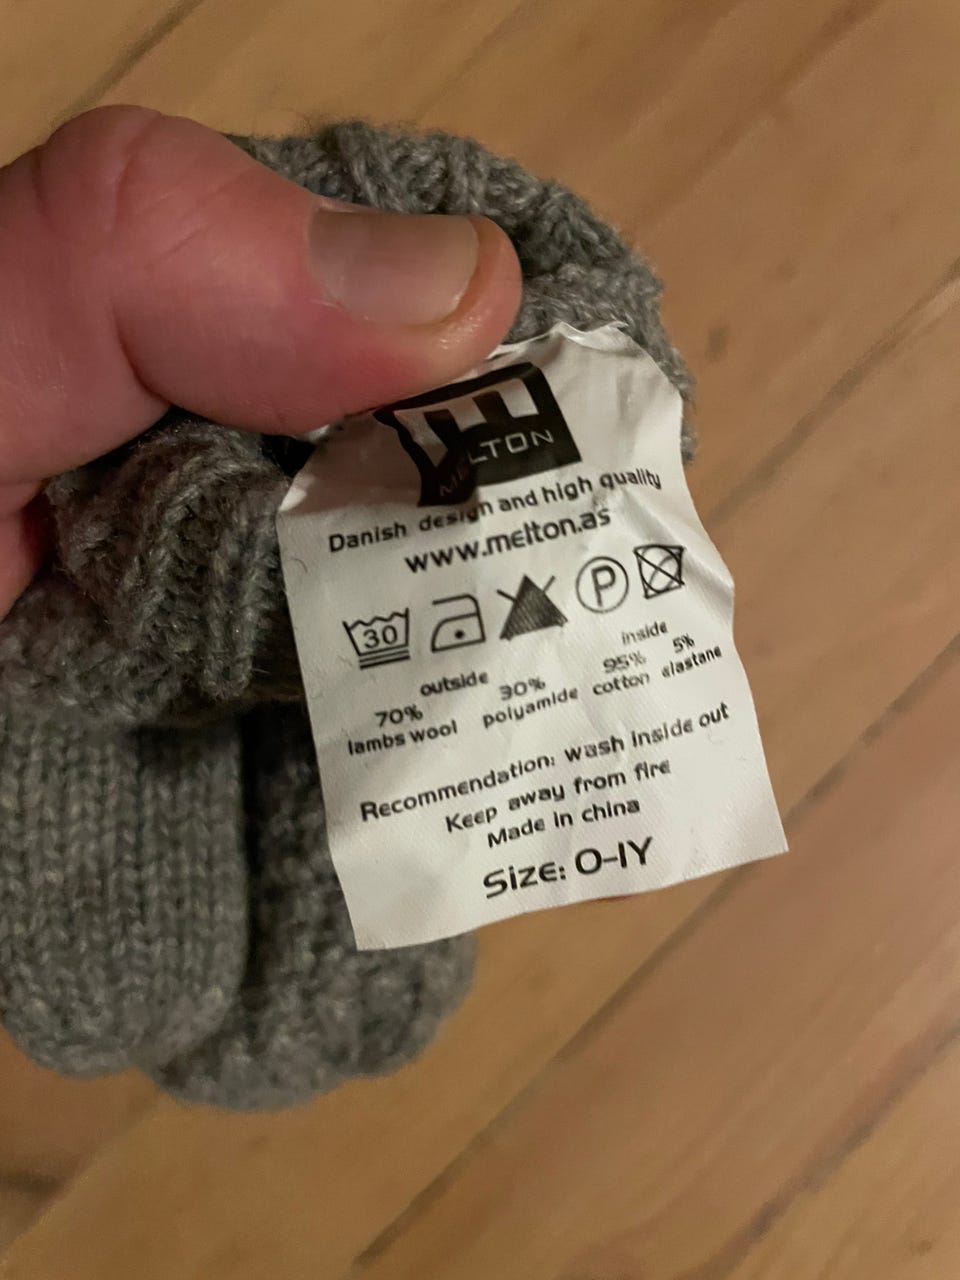 MELTON
Danish design and high quality
www.melton.as
30 P
outside inside
70% 30% 95% 5%
lambs wool polyamide cotton elastane
Recommendation: wash inside out
Keep away from fire
Made in china
Size: 0-1Y